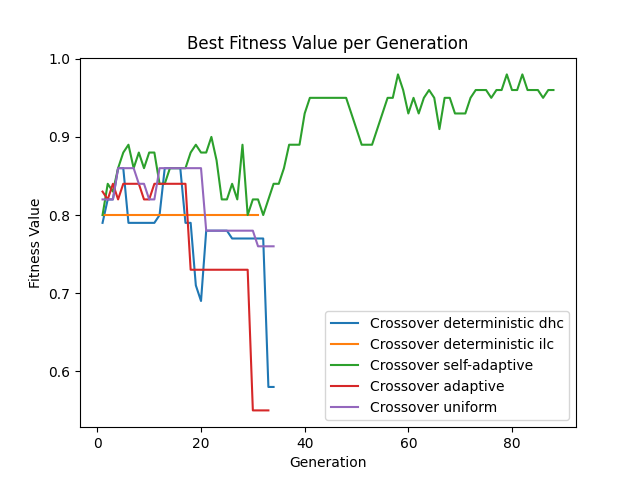 Best Fitness Value per Generation
1.0
0.9
0.8
0.7
0.6
Fitness Value
0
20
40
60
80
Generation
Crossover deterministic dhc
Crossover deterministic ilc
Crossover self-adaptive
Crossover adaptive
Crossover uniform